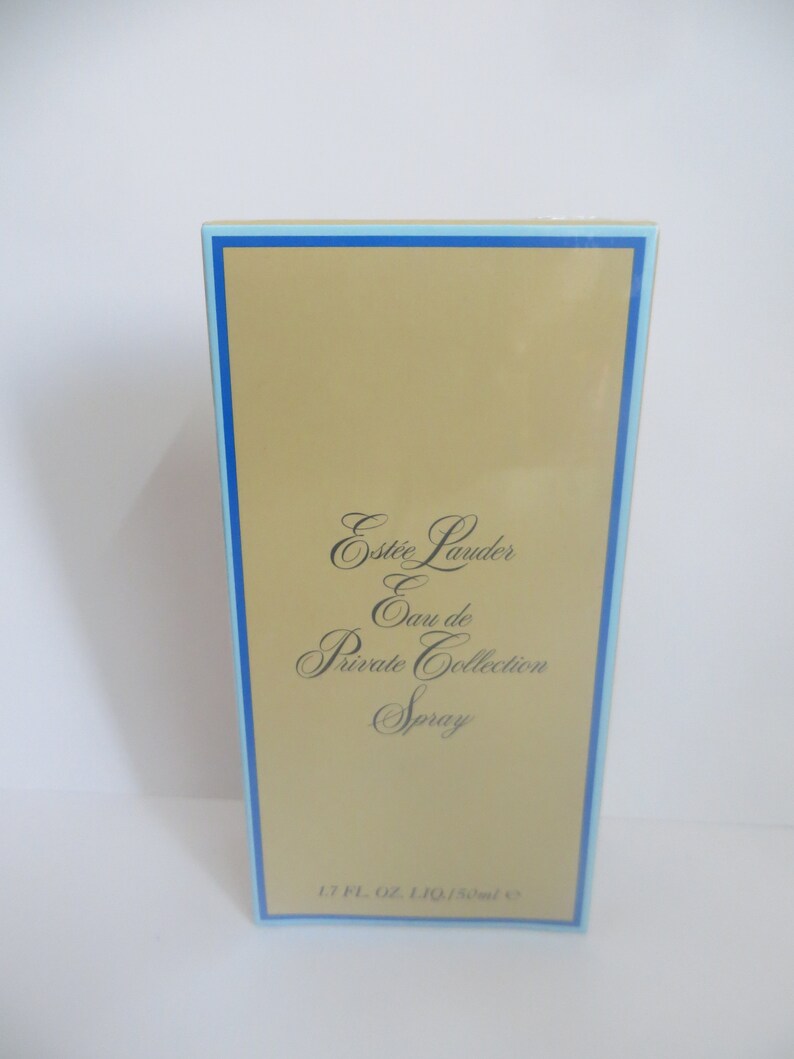 Estée Lauder
Eau de
Private Collection
Spray
1.7 FL. OZ. LIQ./50ml ℮